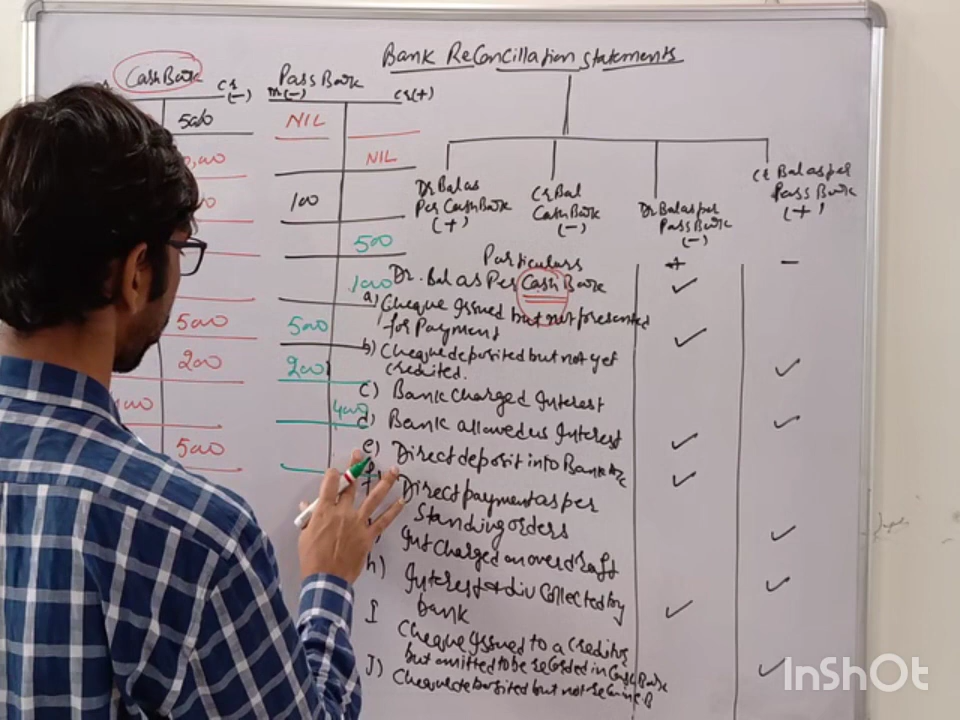 Bank ReConcillation Statements
Cash Book
Pass Book
Cr (-)
(-)
Cr(+)
500
NIL
NIL
100
500
1000
500
500
200
200
400
500
Dr Bal as
Per Cash Book
(+)
Cr Bal
Cash Book
(-)
Dr Bal as per
Pass Book
(-)
Cr Bal as per
Pass Book
(+)
Particulars
+
-
Dr. Bal as Per Cash Book
a) Cheque Issued but not presented
for Payment
b) Cheque deposited but not yet
credited.
c) Bank Charged Interest
d) Bank allowed us Interest
e) Direct deposit into Bank A/c
Direct payment as per
Standing orders
Int Charged on overdraft
h) Interest & div Collected by
bank
I Cheque Issued to a creditor
but omitted to be recorded in Cash Book
J) Cheque deposited but not
InShOt